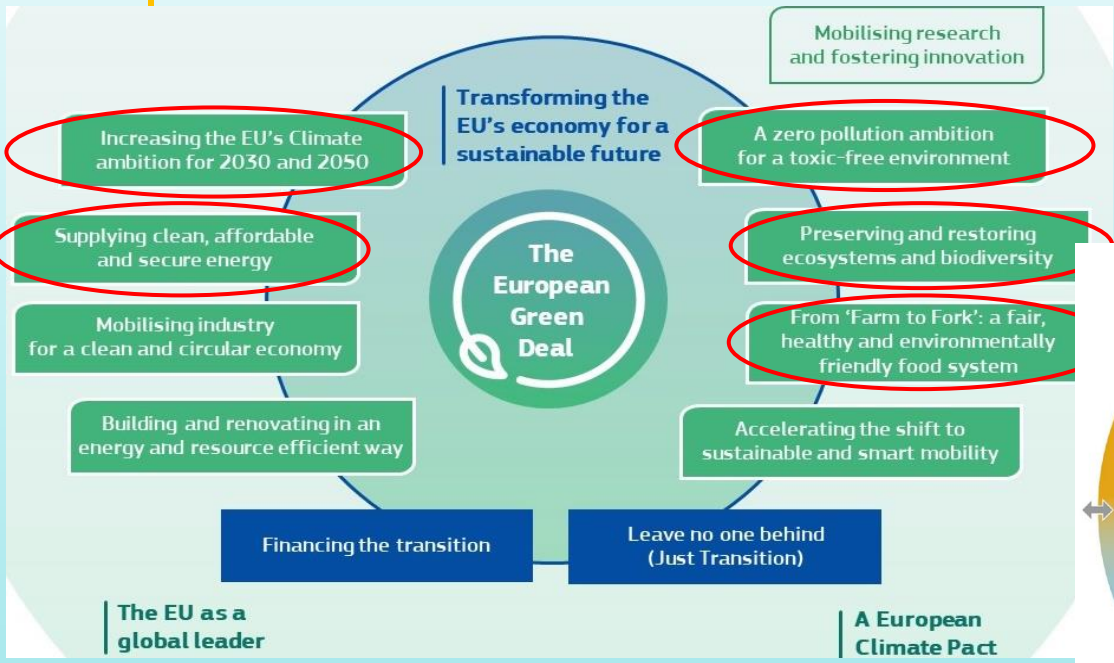 Mobilising research
and fostering innovation
Transforming the
EU's economy for a
sustainable future
Increasing the EU's Climate
ambition for 2030 and 2050
A zero pollution ambition
for a toxic-free environment
Supplying clean, affordable
and secure energy
Preserving and restoring
ecosystems and biodiversity
The
European
Green
Deal
Mobilising industry
for a clean and circular economy
From 'Farm to Fork': a fair,
healthy and environmentally
friendly food system
Building and renovating in an
energy and resource efficient way
Accelerating the shift to
sustainable and smart mobility
Financing the transition
Leave no one behind
(Just Transition)
The EU as a
global leader
A European
Climate Pact